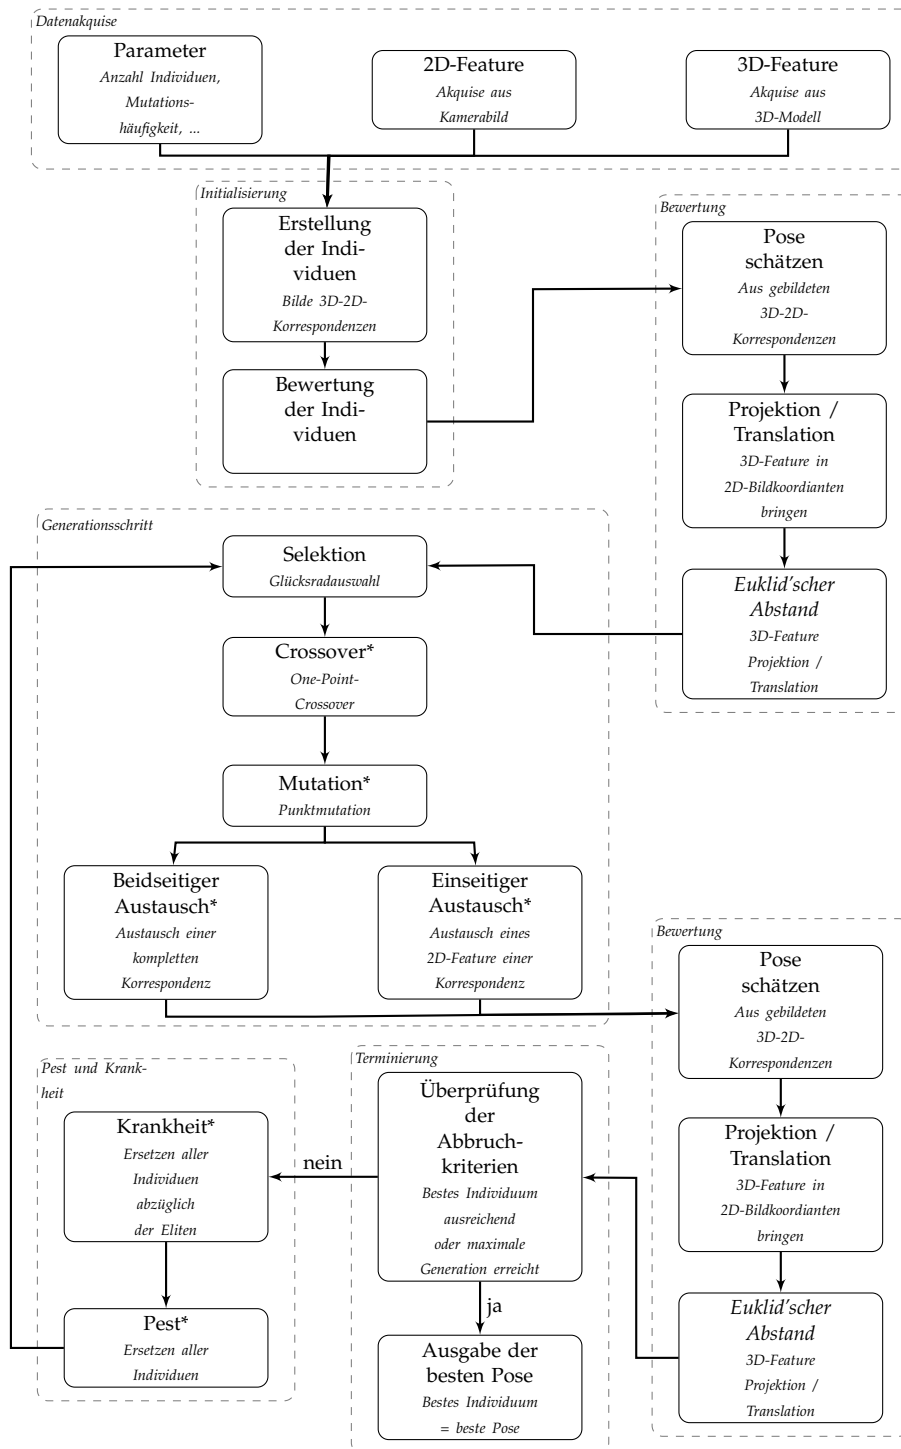 Datenakquise
Parameter
Anzahl Individuen,
Mutations-
häufigkeit, ...
2D-Feature
Akquise aus
Kamerabild
3D-Feature
Akquise aus
3D-Modell
Initialisierung
Erstellung
der Indi-
viduen
Bilde 3D-2D-
Korrespondenzen
Bewertung
der Indi-
viduen
Bewertung
Pose
schätzen
Aus gebildeten
3D-2D-
Korrespondenzen
Projektion /
Translation
3D-Feature in
2D-Bildkoordianten
bringen
Euklid'scher
Abstand
3D-Feature
Projektion /
Translation
Generationsschritt
Selektion
Glücksradauswahl
Crossover*
One-Point-
Crossover
Mutation*
Punktmutation
Beidseitiger
Austausch*
Austausch einer
kompletten
Korrespondenz
Einseitiger
Austausch*
Austausch eines
2D-Feature einer
Korrespondenz
Bewertung
Pose
schätzen
Aus gebildeten
3D-2D-
Korrespondenzen
Projektion /
Translation
3D-Feature in
2D-Bildkoordianten
bringen
Euklid'scher
Abstand
3D-Feature
Projektion /
Translation
Terminierung
Überprüfung
der
Abbruch-
kriterien
Bestes Individuum
ausreichend
oder maximale
Generation erreicht
nein
ja
Ausgabe der
besten Pose
Bestes Individuum
= beste Pose
Pest und Krank-
heit
Krankheit*
Ersetzen aller
Individuen
abzüglich
der Eliten
Pest*
Ersetzen aller
Individuen